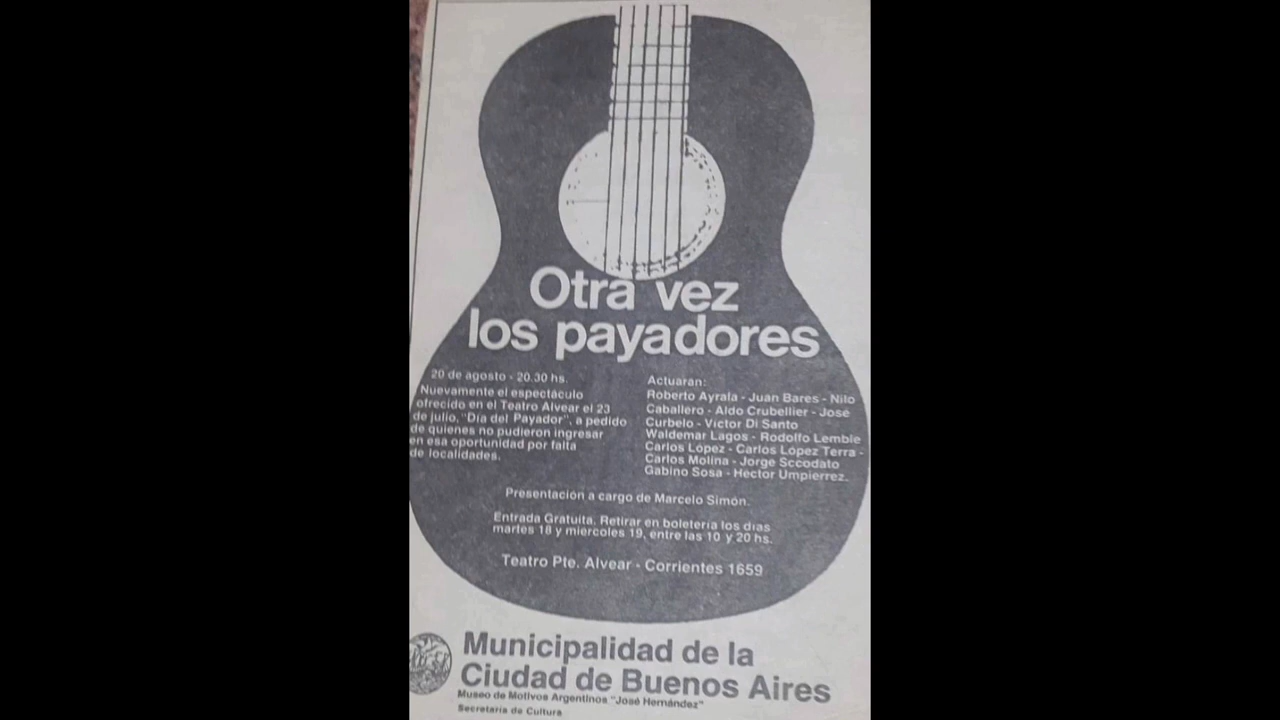 Otra vez
los payadores
20 de agosto - 20.30 hs.
Nuevamente el espectáculo
ofrecido en el Teatro Alvear el 23
de julio, "Día del Payador", a pedido
de quienes no pudieron ingresar
en esa oportunidad por falta
de localidades.
Actuaran:
Roberto Ayrala - Juan Bares - Nilo
Caballero - Aldo Crubellier - José
Curbelo - Víctor Di Santo
Waldemar Lagos - Rodolfo Lemble
Carlos López - Carlos López Terra -
Carlos Molina - Jorge Sccodato
Gabino Sosa - Hector Umpierrez.
Presentación a cargo de Marcelo Simón.
Entrada Gratuita. Retirar en boletería los días
martes 18 y miércoles 19, entre las 10 y 20 hs.
Teatro Pte. Alvear - Corrientes 1659
Municipalidad de la
Ciudad de Buenos Aires
Museo de Motivos Argentinos "José Hernández"
Secretaría de Cultura